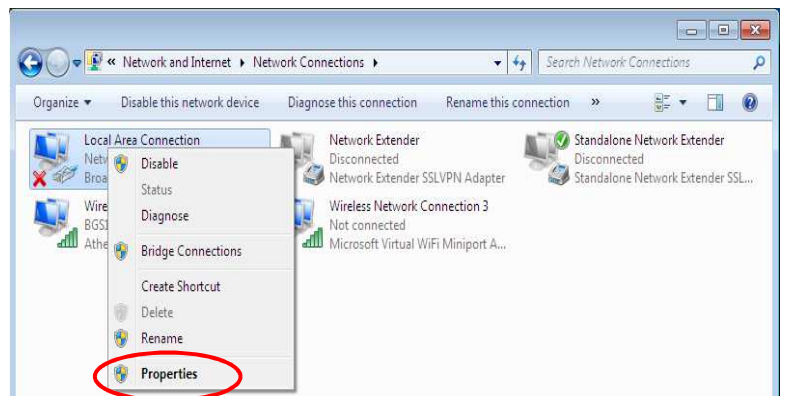 « Network and Internet ▸ Network Connections ▸
Search Network Connections
Organize ▾ Disable this network device Diagnose this connection Rename this connection »
Local Area Connection
Netw
Broa
Network Extender
Disconnected
Network Extender SSLVPN Adapter
Standalone Network Extender
Disconnected
Standalone Network Extender SSL...
Wire
Athe
Wireless Network Connection 3
Not connected
Microsoft Virtual WiFi Miniport A...
Disable
Status
Diagnose
Bridge Connections
Create Shortcut
Delete
Rename
Properties